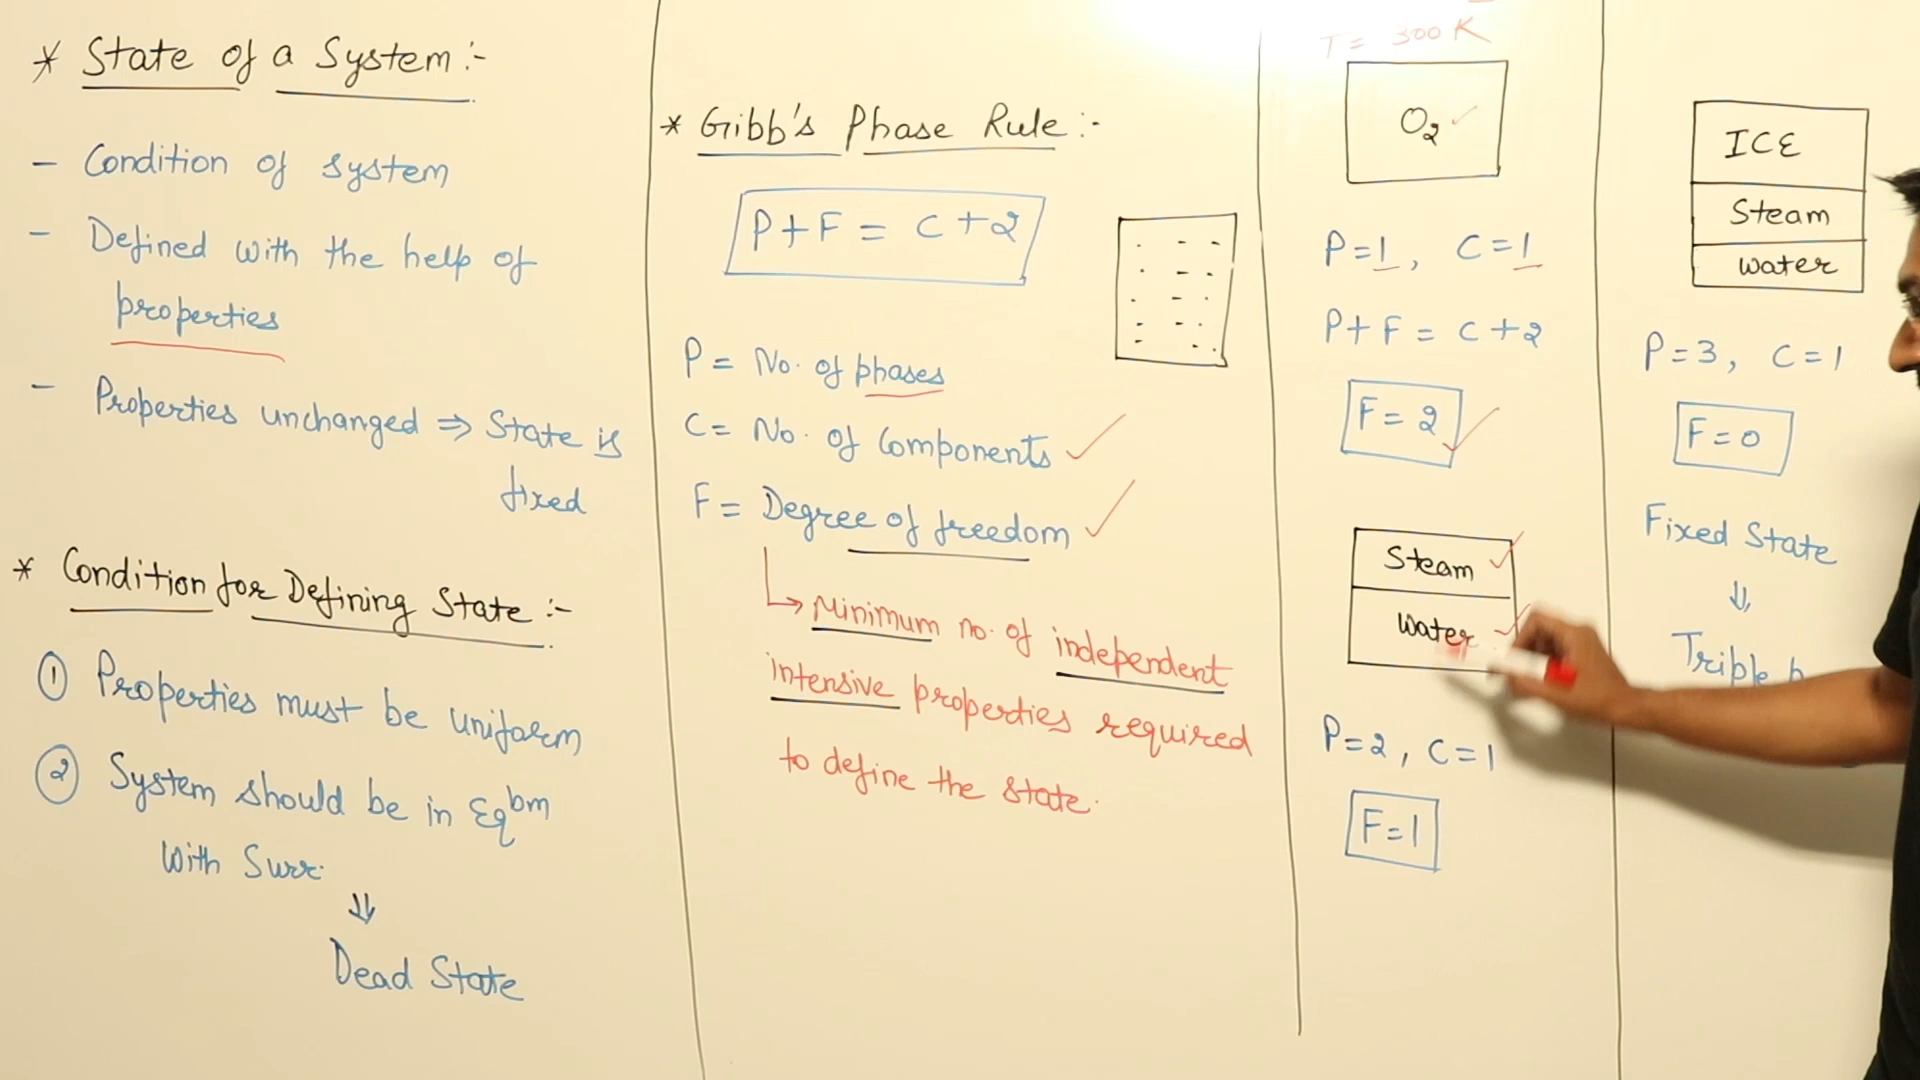 * State of a System:-
- Condition of system
- Defined with the help of
properties
- Properties unchanged ⇒ State is
fixed
* Condition for Defining State:-
① Properties must be uniform
② System should be in Eqbm
With Surr.
⇓
Dead State
* Gibb's Phase Rule:-
P+F = C+2
P = No. of phases
C = No. of Components ✓
F = Degree of freedom ✓
↳ Minimum no. of independent
intensive properties required
to define the state.
T = 300 K
O2 ✓
P=1, C=1
P+F = C+2
F=2 ✓
Steam ✓
Water ✓
P=2, C=1
F=1
ICE
Steam
Water
P=3, C=1
F=0
Fixed State
⇓
Triple